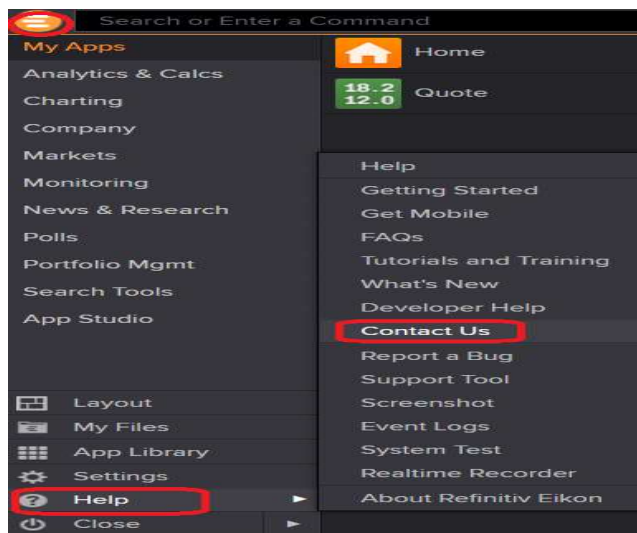 Search or Enter a Command
My Apps
Analytics & Calcs
Charting
Company
Markets
Monitoring
News & Research
Polls
Portfolio Mgmt
Search Tools
App Studio
Layout
My Files
App Library
Settings
Help
Close
Home
18.2
12.0
Quote
Help
Getting Started
Get Mobile
FAQs
Tutorials and Training
What's New
Developer Help
Contact Us
Report a Bug
Support Tool
Screenshot
Event Logs
System Test
Realtime Recorder
About Refinitiv Eikon